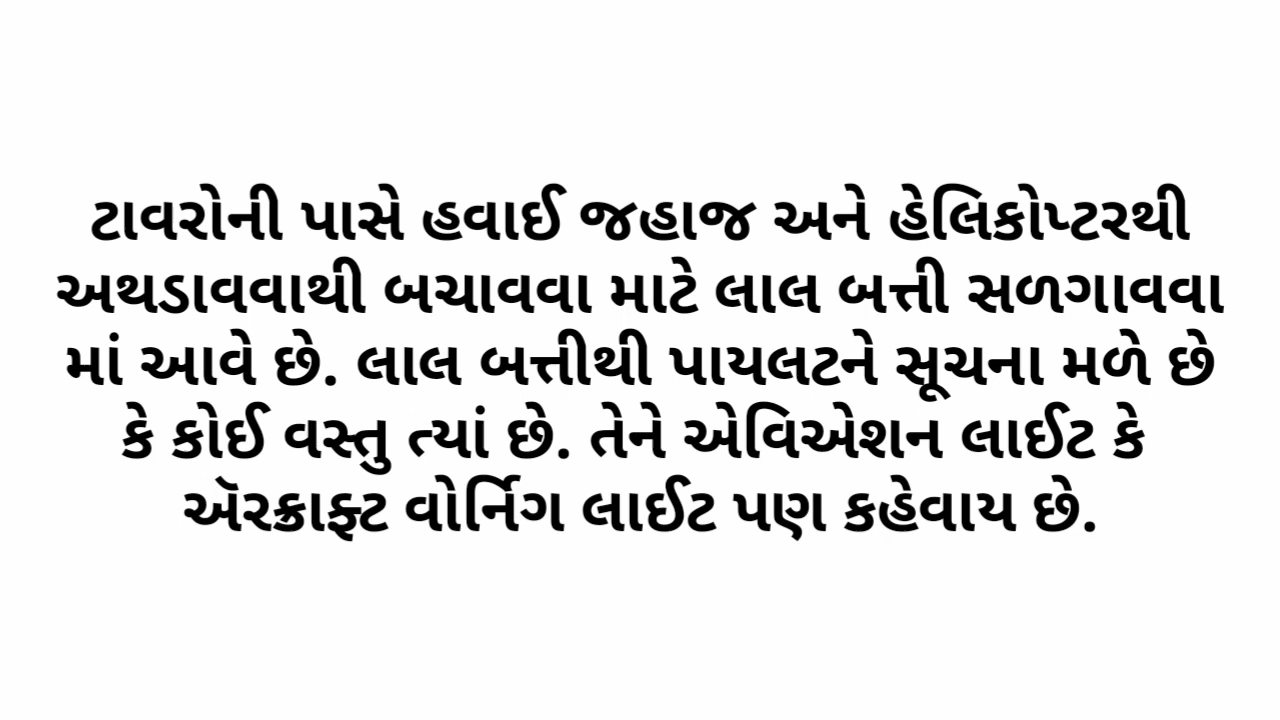 ટાવરોની પાસે હવાઈ જહાજ અને હેલિકોપ્ટરથી
અથડાવવાથી બચાવવા માટે લાલ બત્તી સળગાવવા
માં આવે છે. લાલ બત્તીથી પાયલટને સૂચના મળે છે
કે કોઈ વસ્તુ ત્યાં છે. તેને એવિએશન લાઈટ કે
ઍરક્રાફ્ટ વોર્નિગ લાઈટ પણ કહેવાય છે.